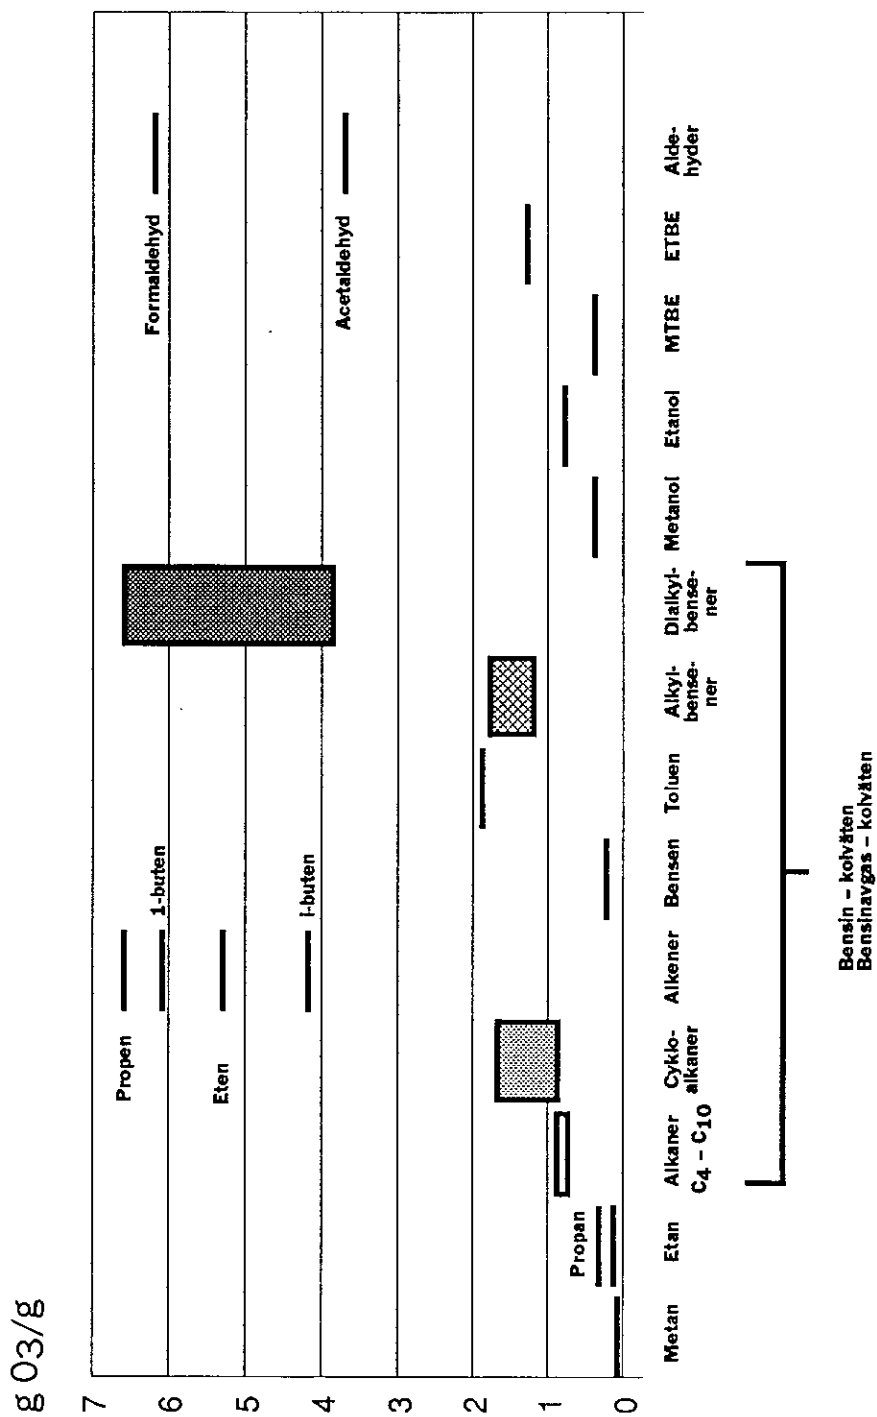 g O3/g
7
6
5
4
3
2
1
0
Propen
1-buten
Eten
i-buten
Formaldehyd
Acetaldehyd
Propan
Metan
Etan
Alkaner
C4 – C10
Cyklo-
alkaner
Alkener
Bensen
Toluen
Alkyl-
bense-
ner
Dialkyl-
bense-
ner
Metanol
Etanol
MTBE
ETBE
Alde-
hyder
Bensin – kolväten
Bensinavgas – kolväten